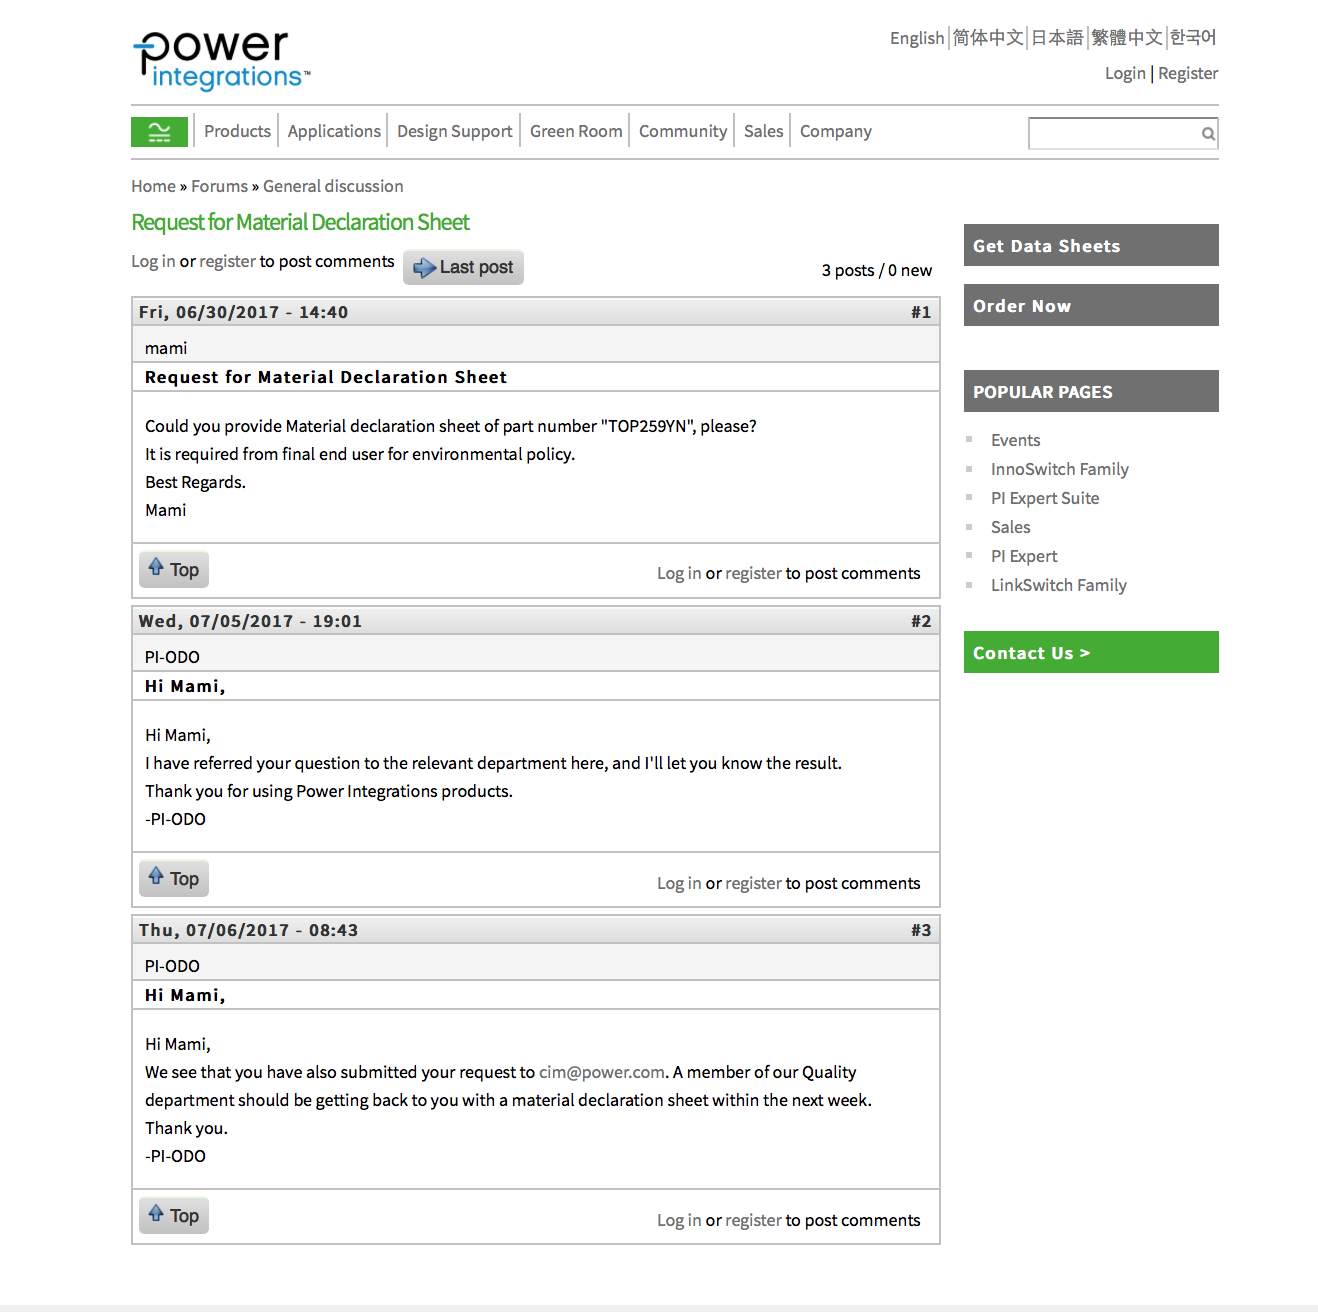 power
integrations™
English 简体中文 日本語 繁體中文 한국어
Login | Register
Products Applications Design Support Green Room Community Sales Company
Home » Forums » General discussion
Request for Material Declaration Sheet
Log in or register to post comments Last post
3 posts / 0 new
Fri, 06/30/2017 - 14:40 #1
mami
Request for Material Declaration Sheet
Could you provide Material declaration sheet of part number "TOP259YN", please?
It is required from final end user for environmental policy.
Best Regards.
Mami
Top Log in or register to post comments
Wed, 07/05/2017 - 19:01 #2
PI-ODO
Hi Mami,
Hi Mami,
I have referred your question to the relevant department here, and I'll let you know the result.
Thank you for using Power Integrations products.
-PI-ODO
Top Log in or register to post comments
Thu, 07/06/2017 - 08:43 #3
PI-ODO
Hi Mami,
Hi Mami,
We see that you have also submitted your request to cim@power.com. A member of our Quality
department should be getting back to you with a material declaration sheet within the next week.
Thank you.
-PI-ODO
Top Log in or register to post comments
Get Data Sheets
Order Now
POPULAR PAGES
Events
InnoSwitch Family
PI Expert Suite
Sales
PI Expert
LinkSwitch Family
Contact Us >